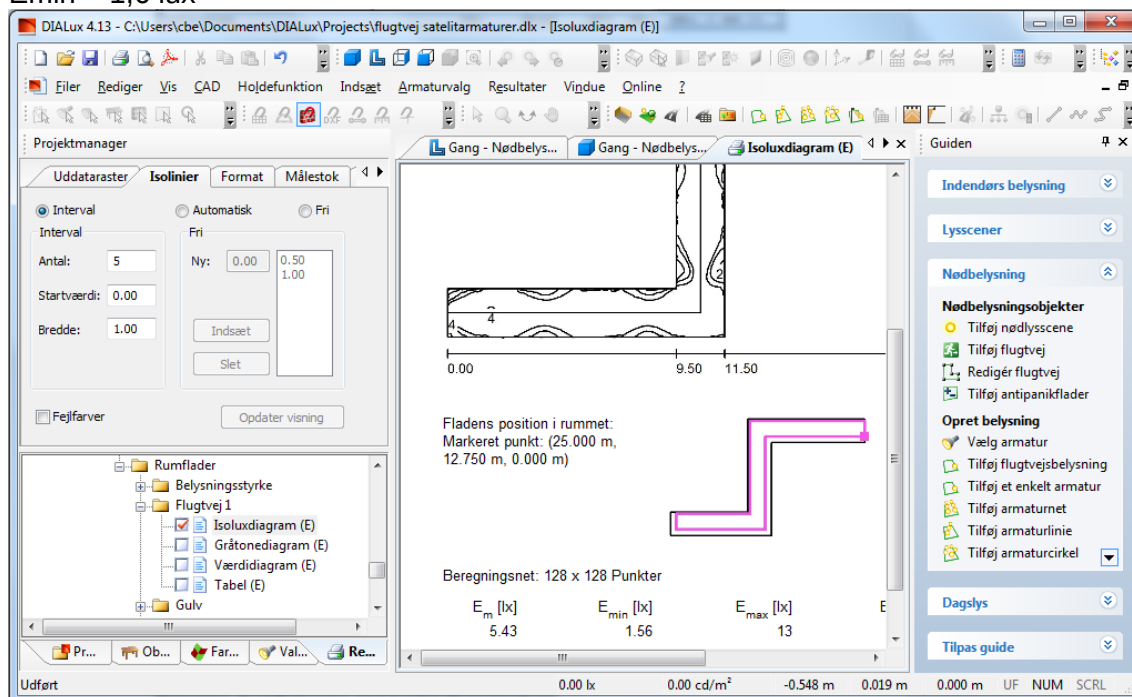 DIALux 4.13 - C:\Users\cbe\Documents\DIALux\Projects\flugtvej satelitarmaturer.dlx - [Isoluxdiagram (E)]
Filer Rediger Vis CAD Holdefunktion Indsæt Armaturvalg Resultater Vindue Online ?
Projektmanager
Uddataraster Isolinier Format Målestok
Interval Automatisk Fri
Interval
Antal: 5
Startværdi: 0.00
Bredde: 1.00
Fri
Ny: 0.00
0.50
1.00
Indsæt
Slet
Fejlfarver Opdater visning
Rumflader
Belysningsstyrke
Flugtvej 1
Isoluxdiagram (E)
Gråtonediagram (E)
Værdidiagram (E)
Tabel (E)
Gulv
Pr... Ob... Far... Val... Re...
Gang - Nødbelys... Gang - Nødbely... Isoluxdiagram (E)
2
4 4
0.00 9.50 11.50
Fladens position i rummet:
Markeret punkt: (25.000 m,
12.750 m, 0.000 m)
Beregningsnet: 128 x 128 Punkter
Em [lx] Emin [lx] Emax [lx] E
5.43 1.56 13
Guiden
Indendørs belysning
Lysscener
Nødbelysning
Nødbelysningsobjekter
Tilføj nødlysscene
Tilføj flugtvej
Redigér flugtvej
Tilføj antipanikflader
Opret belysning
Vælg armatur
Tilføj flugtvejsbelysning
Tilføj et enkelt armatur
Tilføj armaturnet
Tilføj armaturlinie
Tilføj armaturcirkel
Dagslys
Tilpas guide
Udført 0.00 lx 0.00 cd/m² -0.548 m 0.019 m 0.000 m UF NUM SCRL